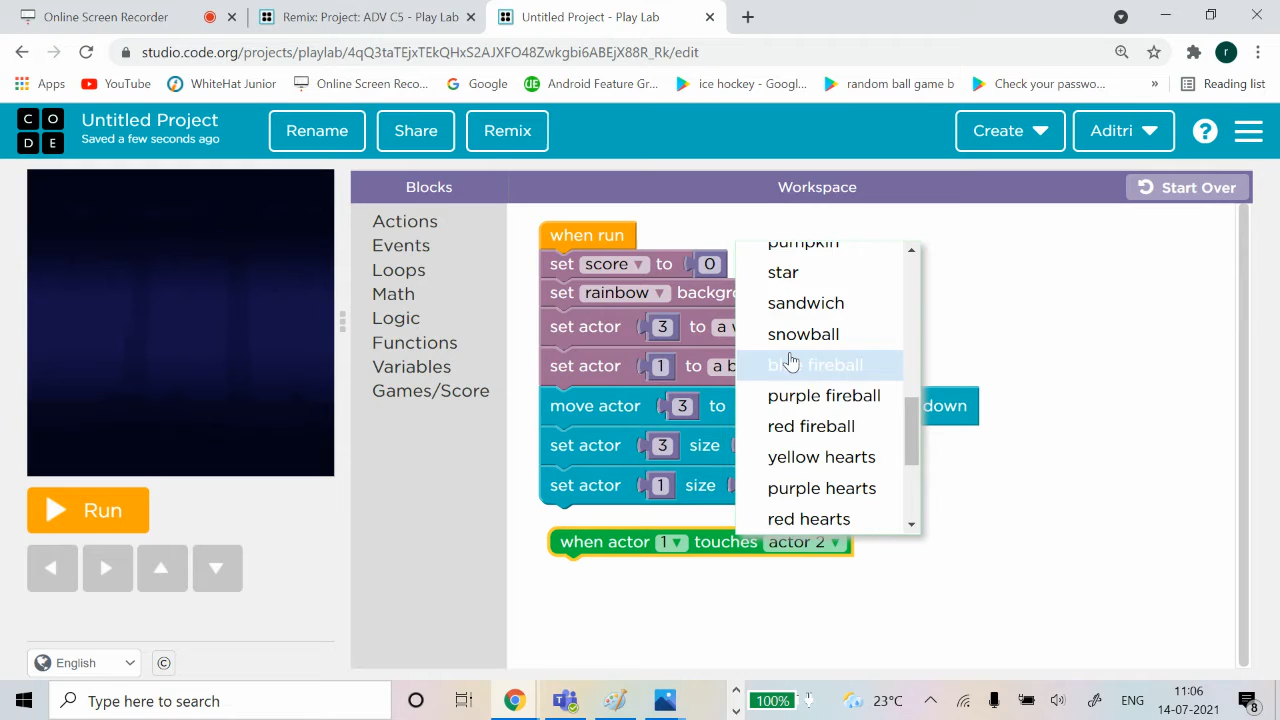 Online Screen Recorder
Remix: Project: ADV C5 - Play Lab
Untitled Project - Play Lab
studio.code.org/projects/playlab/4qQ3taTEjxTEkQHxS2AJXFO48Zwkgbi6ABEjX88R_Rk/edit
r
Apps
YouTube
WhiteHat Junior
Online Screen Reco...
Google
UE Android Feature Gr...
ice hockey - Googl...
random ball game b
Check your passwo...
»
Reading list
CODE
Untitled Project
Saved a few seconds ago
Rename
Share
Remix
Create
Aditri
?
Blocks
Workspace
Start Over
Actions
Events
Loops
Math
Logic
Functions
Variables
Games/Score
when run
set score to 0
set rainbow backgr
set actor 3 to a
set actor 1 to a b
move actor 3 to
down
set actor 3 size
set actor 1 size
when actor 1 touches actor 2
pumpkin
star
sandwich
snowball
fireball
purple fireball
red fireball
yellow hearts
purple hearts
red hearts
Run
English
©
Type here to search
100%
23°C
ENG
11:06
14-07-2021
8